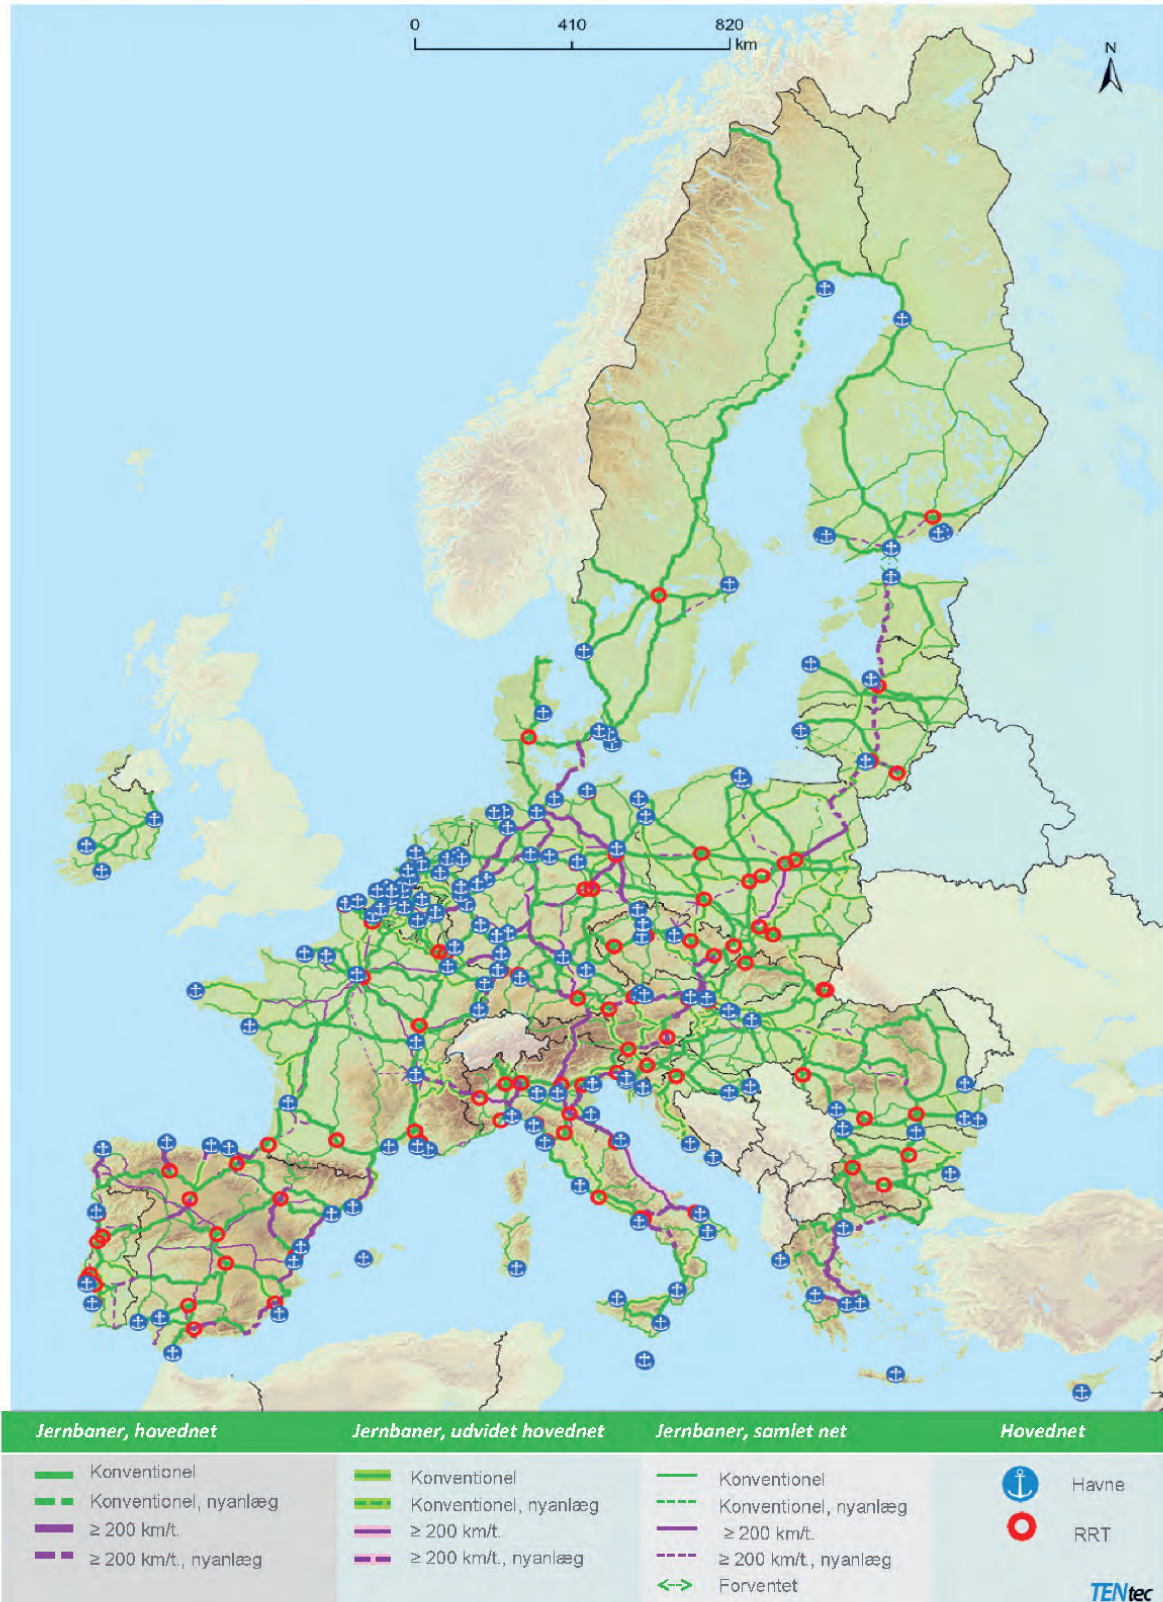 0 410 820
km
N
Jernbaner, hovednet
Konventionel
Konventionel, nyanlæg
≥ 200 km/t.
≥ 200 km/t., nyanlæg
Jernbaner, udvidet hovednet
Konventionel
Konventionel, nyanlæg
≥ 200 km/t.
≥ 200 km/t., nyanlæg
Jernbaner, samlet net
Konventionel
Konventionel, nyanlæg
≥ 200 km/t.
≥ 200 km/t., nyanlæg
Forventet
Hovednet
Havne
RRT
TENtec